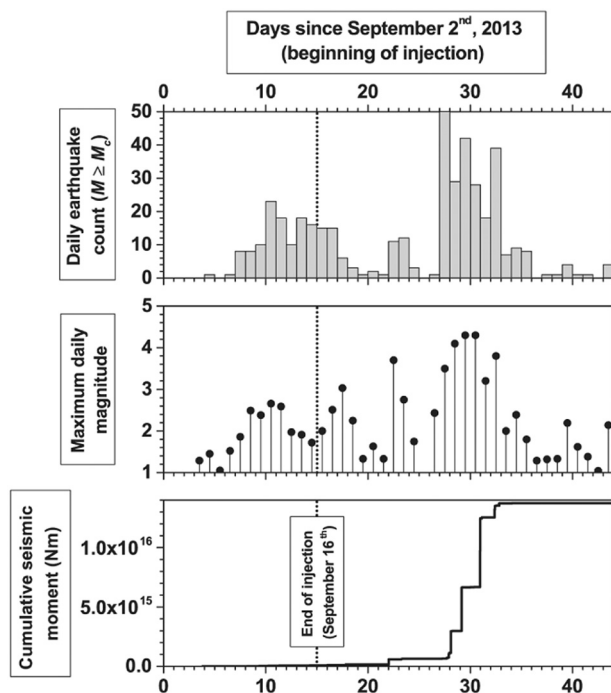 Days since September 2nd, 2013
(beginning of injection)
0 10 20 30 40
Daily earthquake
count (M ≥ Mc)
50
40
30
20
10
0
Maximum daily
magnitude
5
4
3
2
1
Cumulative seismic
moment (Nm)
1.0x10^16
5.0x10^15
0.0
End of injection
(September 16th)
0 10 20 30 40